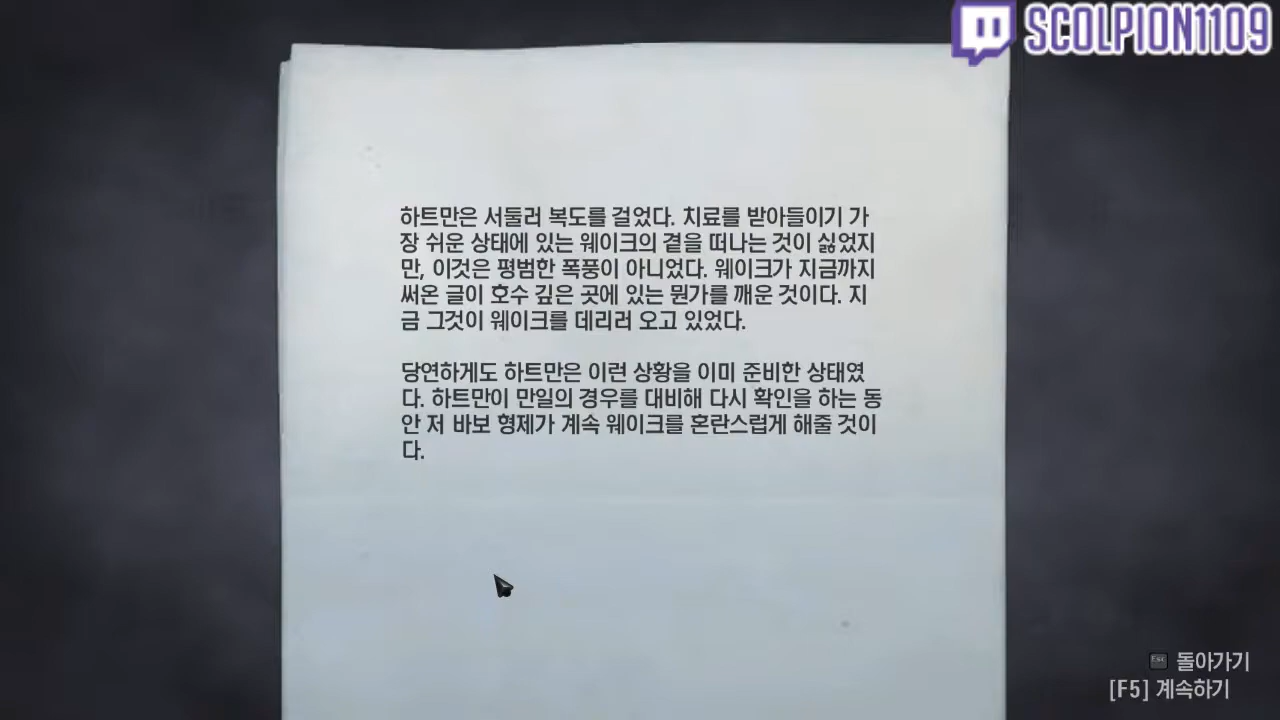 SCOLPION1109
하트만은 서둘러 복도를 걸었다. 치료를 받아들이기 가
장 쉬운 상태에 있는 웨이크의 곁을 떠나는 것이 싫었지
만, 이것은 평범한 폭풍이 아니었다. 웨이크가 지금까지
써온 글이 호수 깊은 곳에 있는 뭔가를 깨운 것이다. 지
금 그것이 웨이크를 데리러 오고 있었다.
당연하게도 하트만은 이런 상황을 이미 준비한 상태였
다. 하트만이 만일의 경우를 대비해 다시 확인을 하는 동
안 저 바보 형제가 계속 웨이크를 혼란스럽게 해줄 것이
다.
Esc 돌아가기
[F5] 계속하기